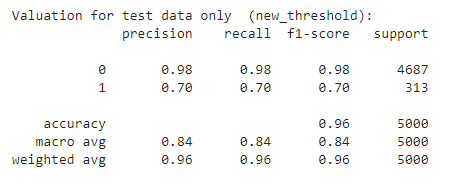 Valuation for test data only (new_threshold):
precision recall f1-score support
0 0.98 0.98 0.98 4687
1 0.70 0.70 0.70 313
accuracy 0.96 5000
macro avg 0.84 0.84 0.84 5000
weighted avg 0.96 0.96 0.96 5000